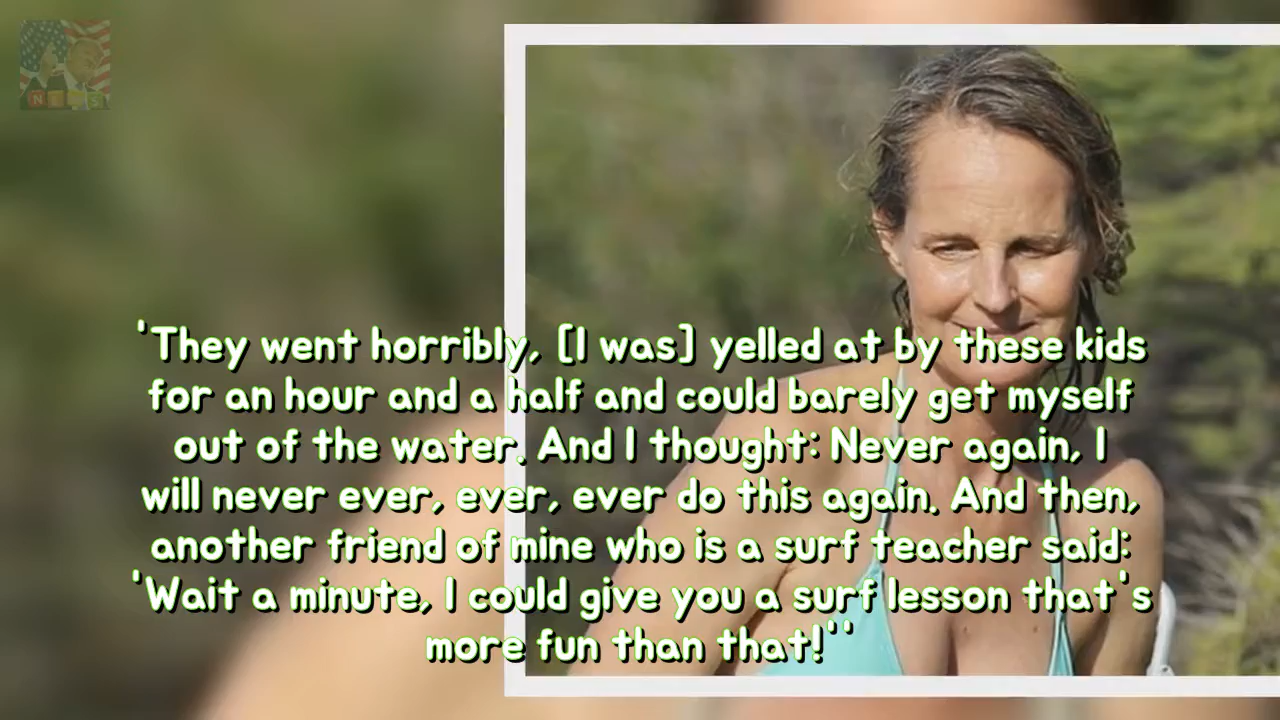 'They went horribly, [I was] yelled at by these kids
for an hour and a half and could barely get myself
out of the water. And I thought: Never again, I
will never ever, ever, ever do this again. And then,
another friend of mine who is a surf teacher said:
'Wait a minute, I could give you a surf lesson that's
more fun than that!''
NEWS